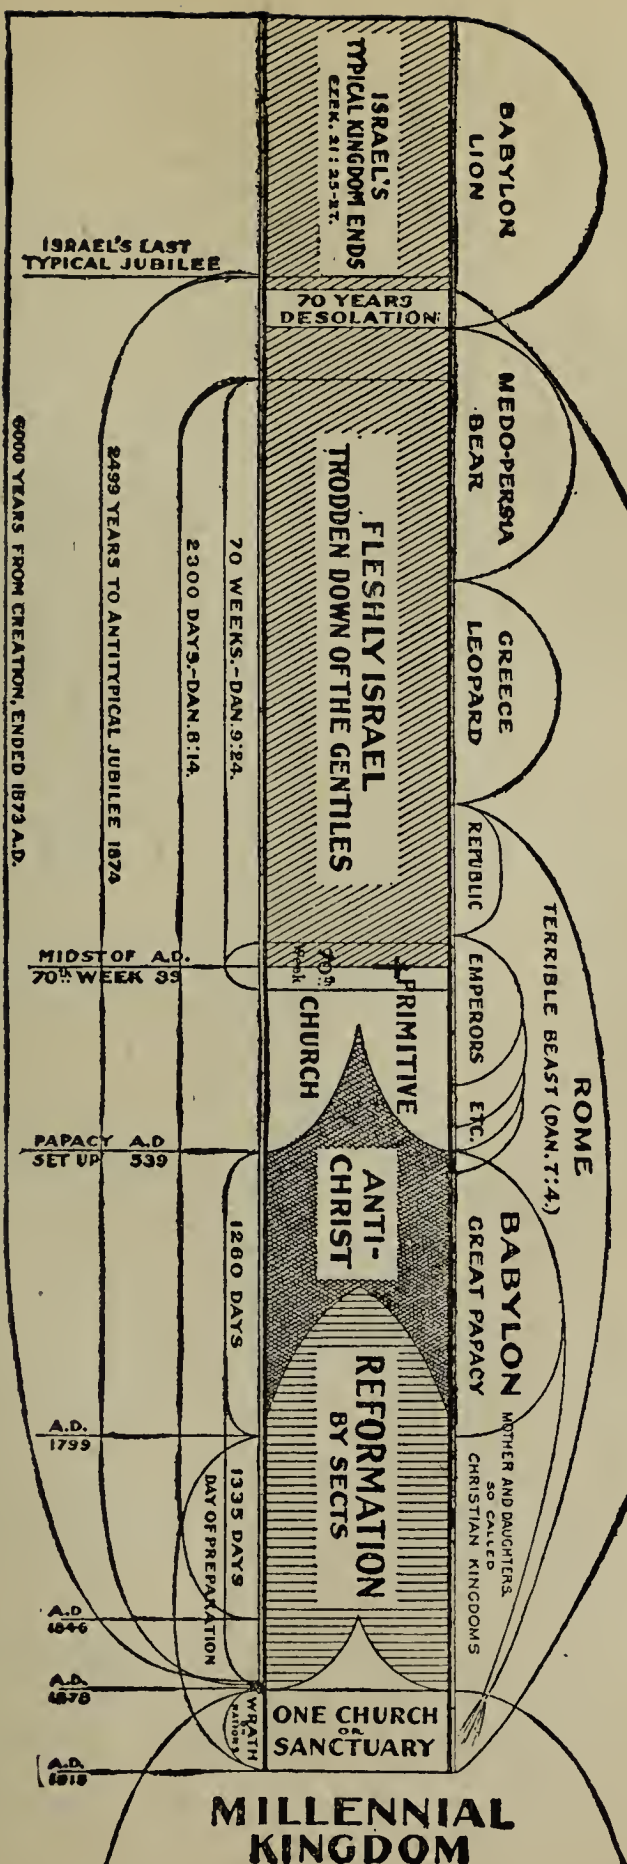 BABYLON
LION
ISRAEL'S
TYPICAL KINGDOM ENDS
EZEK. 21:25-27.
ISRAEL'S LAST
TYPICAL JUBILEE
70 YEARS
DESOLATION
MEDO-PERSIA
BEAR
FLESHLY ISRAEL
TRODDEN DOWN OF THE GENTILES
70 WEEKS.-DAN. 9:24.
2300 DAYS.-DAN. 8:14.
2499 YEARS TO ANTITYPICAL JUBILEE 1874
6000 YEARS FROM CREATION, ENDED 1873 A.D.
GREECE
LEOPARD
REPUBLIC
EMPERORS
ETC.
ROME
TERRIBLE BEAST (DAN. 7:4.)
MIDST OF A.D.
70th WEEK 33
70th
Week
PRIMITIVE
CHURCH
PAPACY A.D
SET UP 539
ANTI-
CHRIST
1260 DAYS
BABYLON
GREAT PAPACY
MOTHER AND DAUGHTERS.
SO CALLED
CHRISTIAN KINGDOMS
REFORMATION
BY SECTS
A.D.
1799
1335 DAYS
DAY OF PREPARATION
A.D
1846
A.D.
1878
WRATH
ON
NATIONS
ONE CHURCH
OR
SANCTUARY
A.D.
MILLENNIAL
KINGDOM